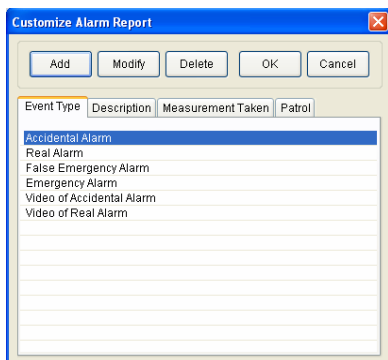 Customize Alarm Report
Add Modify Delete OK Cancel
Event Type Description Measurement Taken Patrol
Accidental Alarm
Real Alarm
False Emergency Alarm
Emergency Alarm
Video of Accidental Alarm
Video of Real Alarm